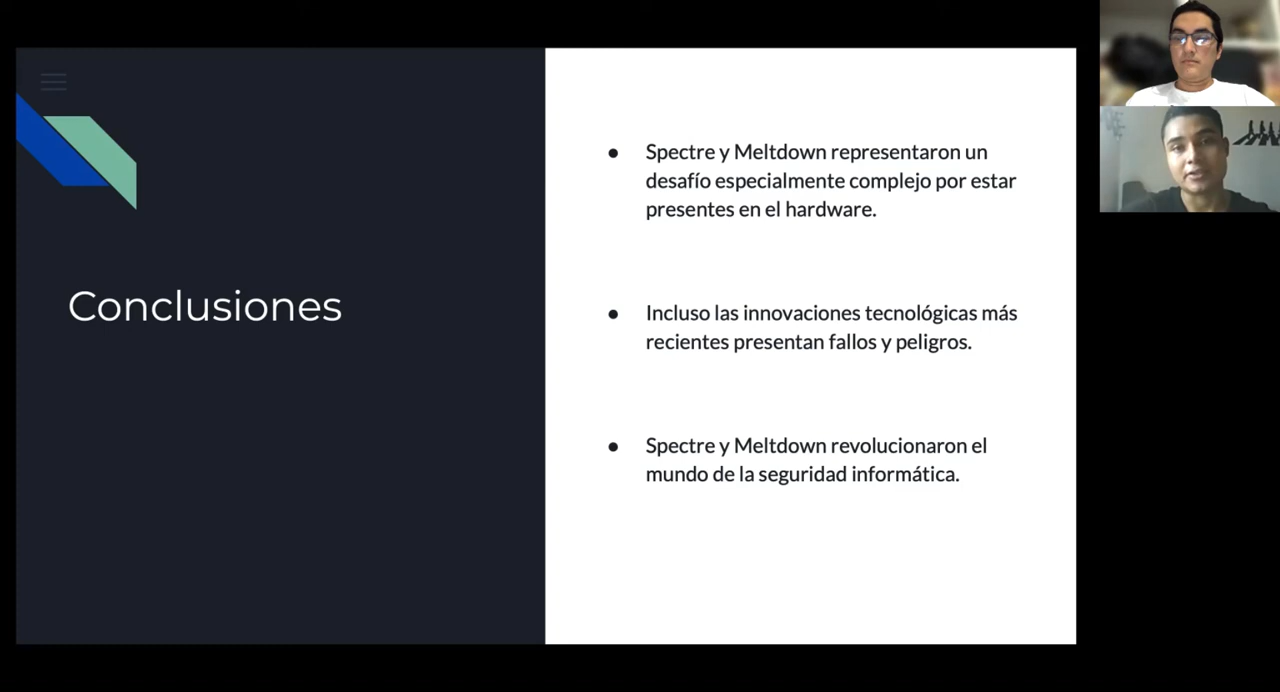 Conclusiones
● Spectre y Meltdown representaron un
desafío especialmente complejo por estar
presentes en el hardware.
● Incluso las innovaciones tecnológicas más
recientes presentan fallos y peligros.
● Spectre y Meltdown revolucionaron el
mundo de la seguridad informática.